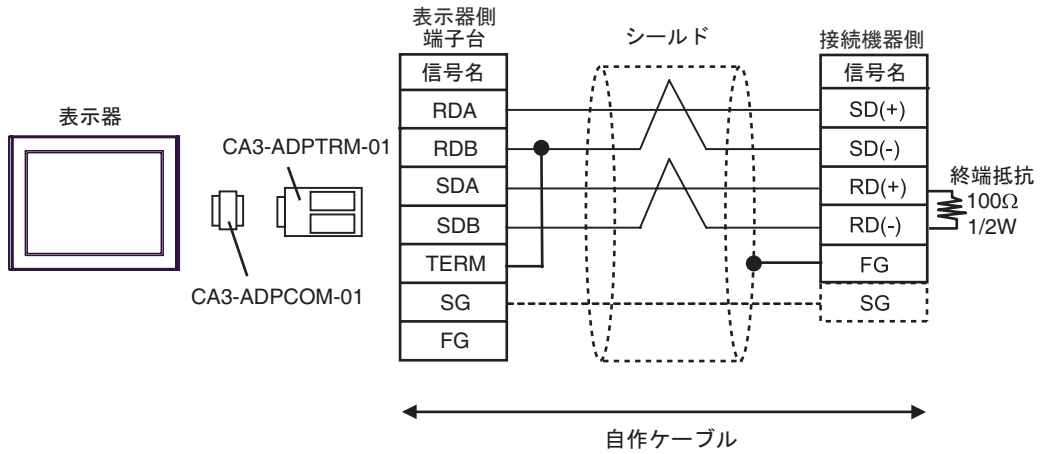 表示器
CA3-ADPTRM-01
CA3-ADPCOM-01
表示器側
端子台
信号名
RDA
RDB
SDA
SDB
TERM
SG
FG
シールド
接続機器側
信号名
SD(+)
SD(-)
RD(+)
RD(-)
FG
SG
終端抵抗
100Ω
1/2W
自作ケーブル